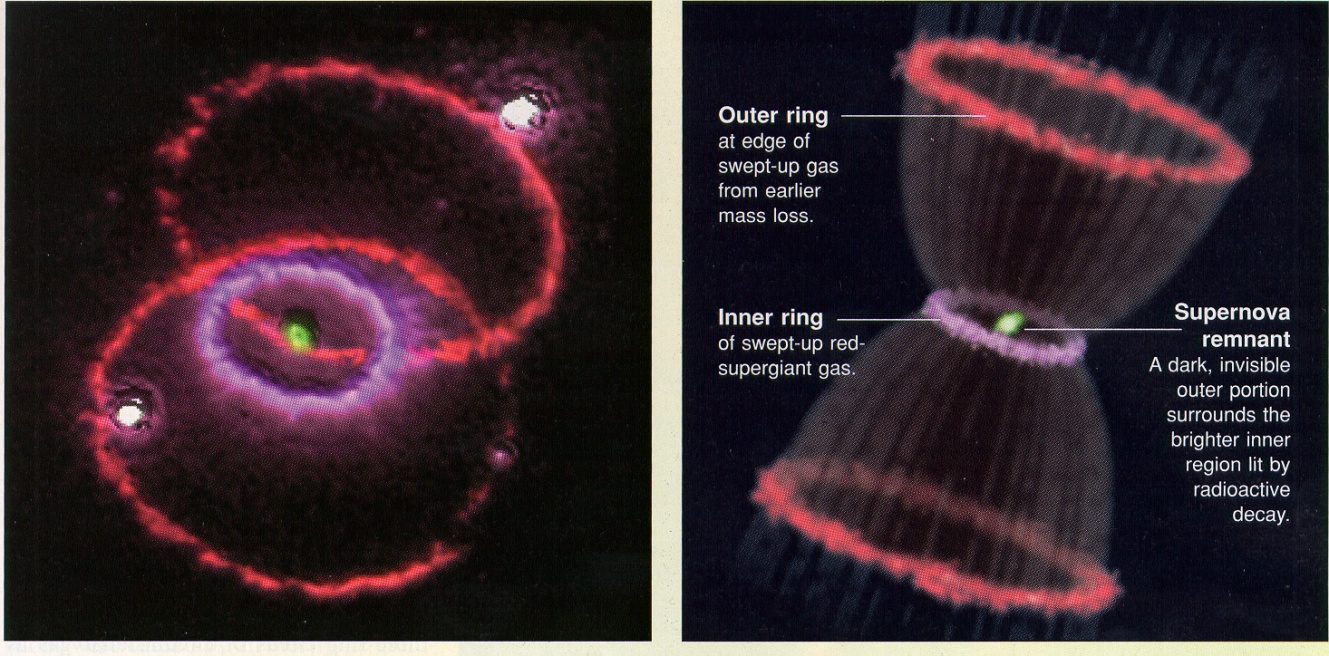 Outer ring
at edge of
swept-up gas
from earlier
mass loss.
Inner ring
of swept-up red-
supergiant gas.
Supernova
remnant
A dark, invisible
outer portion
surrounds the
brighter inner
region lit by
radioactive
decay.